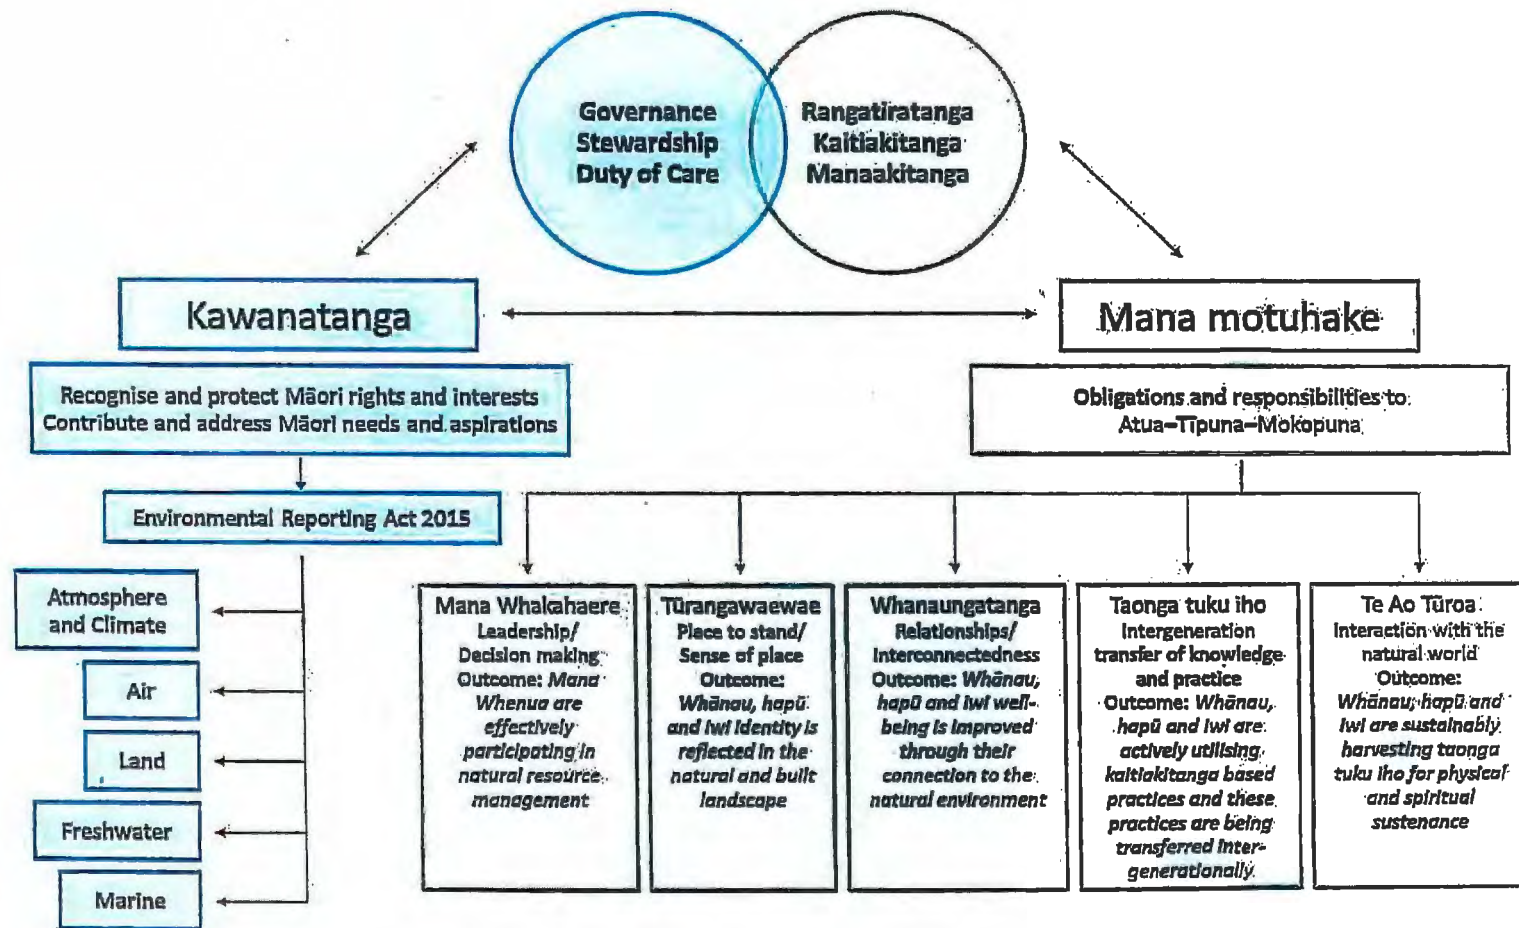 Governance
Stewardship
Duty of Care
Rangatiratanga
Kaitiakitanga
Manaakitanga
Kawanatanga
Mana motuhake
Recognise and protect Māori rights and interests
Contribute and address Māori needs and aspirations
Obligations and responsibilities to:
Atua–Tīpuna–Mokopuna
Environmental Reporting Act 2015
Atmosphere
and Climate
Air
Land
Freshwater
Marine
Mana Whakahaere
Leadership/
Decision making
Outcome: Mana
Whenua are
effectively
participating in
natural resource
management
Tūrangawaewae
Place to stand/
Sense of place
Outcome:
Whānau, hapū
and iwi identity is
reflected in the
natural and built
landscape
Whanaungatanga
Relationships/
Interconnectedness
Outcome: Whānau,
hapū and iwi well-
being is improved
through their
connection to the
natural environment
Taonga tuku iho
Intergeneration
transfer of knowledge
and practice
Outcome: Whānau,
hapū and iwi are
actively utilising
kaitiakitanga based
practices and these
practices are being
transferred inter-
generationally.
Te Ao Tūroa
Interaction with the
natural world
Outcome:
Whānau, hapū and
iwi are sustainably
harvesting taonga
tuku iho for physical
and spiritual
sustenance